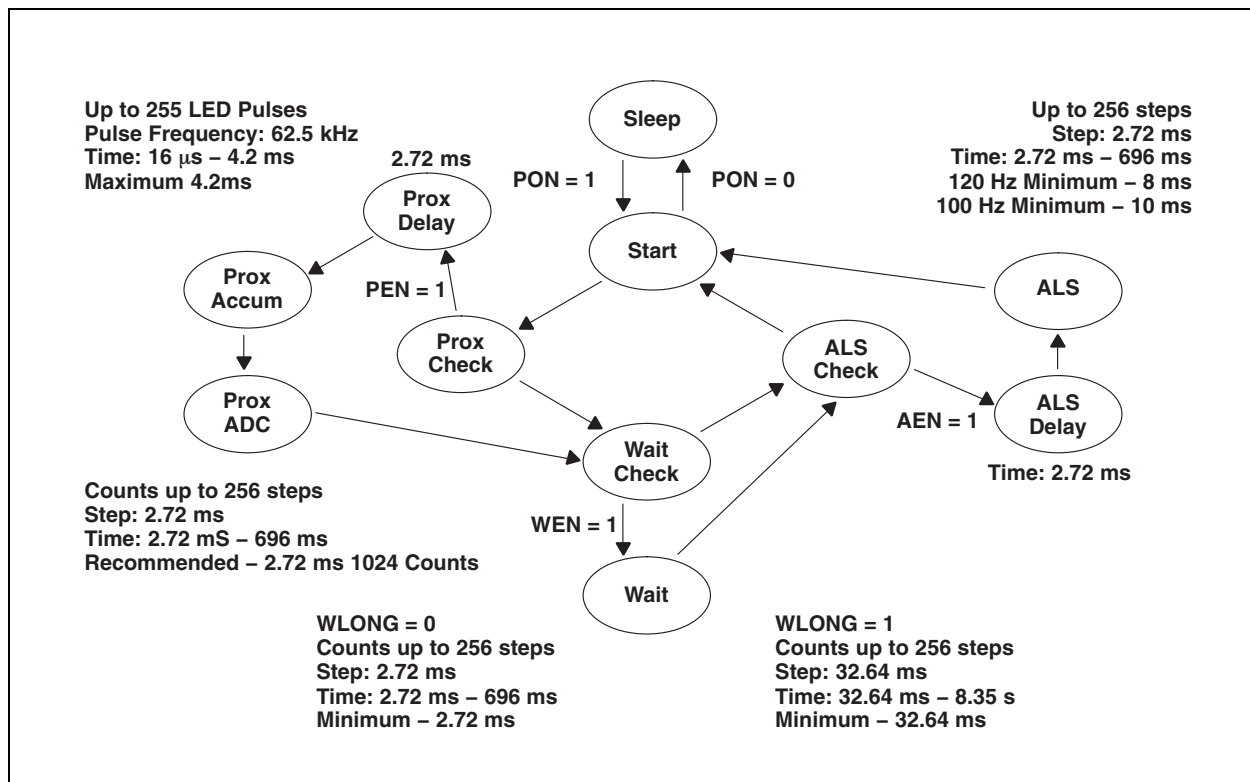 Up to 255 LED Pulses
Pulse Frequency: 62.5 kHz
Time: 16 μs – 4.2 ms
Maximum 4.2ms
2.72 ms
Prox
Delay
Sleep
PON = 1
PON = 0
Up to 256 steps
Step: 2.72 ms
Time: 2.72 ms – 696 ms
120 Hz Minimum – 8 ms
100 Hz Minimum – 10 ms
Start
Prox
Accum
PEN = 1
ALS
Prox
Check
ALS
Check
Prox
ADC
AEN = 1
ALS
Delay
Time: 2.72 ms
Wait
Check
Counts up to 256 steps
Step: 2.72 ms
Time: 2.72 mS – 696 ms
Recommended – 2.72 ms 1024 Counts
WEN = 1
Wait
WLONG = 0
Counts up to 256 steps
Step: 2.72 ms
Time: 2.72 ms – 696 ms
Minimum – 2.72 ms
WLONG = 1
Counts up to 256 steps
Step: 32.64 ms
Time: 32.64 ms – 8.35 s
Minimum – 32.64 ms